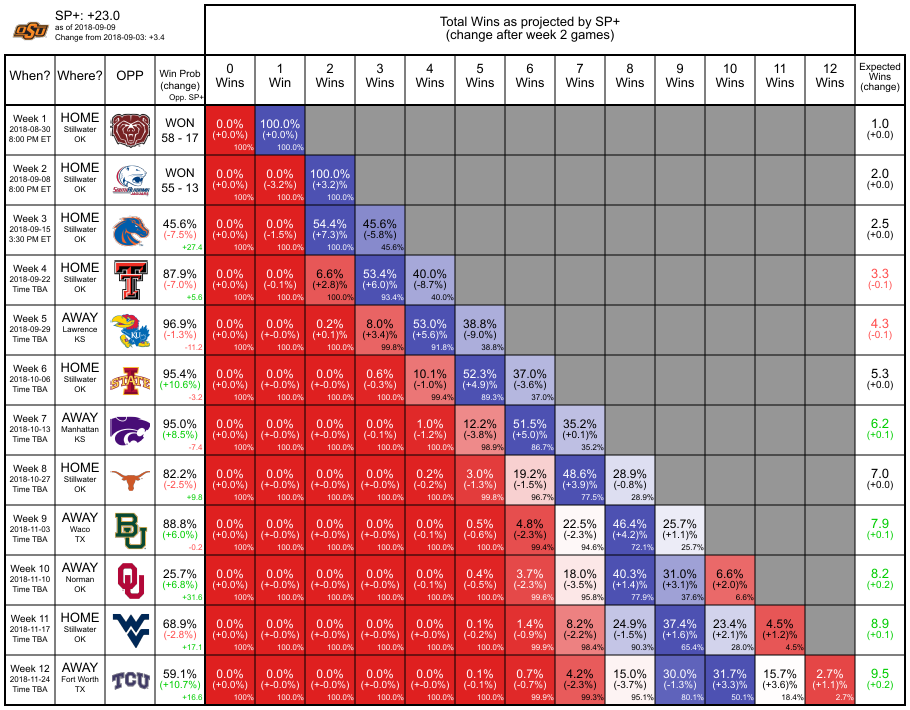 SP+: +23.0
as of 2018-09-09
Change from 2018-09-03: +3.4
OSU
Total Wins as projected by SP+
(change after week 2 games)
When? Where? OPP Win Prob (change) Opp. SP+ 0 Wins 1 Win 2 Wins 3 Wins 4 Wins 5 Wins 6 Wins 7 Wins 8 Wins 9 Wins 10 Wins 11 Wins 12 Wins Expected Wins (change)
Week 1 HOME WON 0.0% 100.0% 1.0
2018-08-30 Stillwater 58 - 17 (+0.0%) (+0.0%) (+0.0)
8:00 PM ET OK 100% 100.0%
Week 2 HOME WON 0.0% 0.0% 100.0% 2.0
2018-09-08 Stillwater 55 - 13 (+0.0%) (-3.2%) (+3.2)% (+0.0)
8:00 PM ET OK 100% 100.0% 100.0%
Week 3 HOME 45.6% 0.0% 0.0% 54.4% 45.6% 2.5
2018-09-15 Stillwater (-7.5%) (+0.0%) (-1.5%) (+7.3)% (-5.8%) (+0.0)
3:30 PM ET OK +27.4 100% 100.0% 100.0% 45.6%
Week 4 HOME 87.9% 0.0% 0.0% 6.6% 53.4% 40.0% 3.3
2018-09-22 Stillwater (-7.0%) (+0.0%) (-0.1%) (+2.8)% (+6.0)% (-8.7%) (-0.1)
Time TBA OK +5.6 100% 100.0% 100.0% 93.4% 40.0%
Week 5 AWAY KU 96.9% 0.0% 0.0% 0.2% 8.0% 53.0% 38.8% 4.3
2018-09-29 Lawrence (-1.3%) (+0.0%) (+-0.0%) (+0.1)% (+3.4)% (+5.6)% (-9.0%) (-0.1)
Time TBA KS -11.2 100% 100.0% 100.0% 99.8% 91.8% 38.8%
Week 6 HOME STATE 95.4% 0.0% 0.0% 0.0% 0.6% 10.1% 52.3% 37.0% 5.3
2018-10-06 Stillwater (+10.6%) (+0.0%) (+-0.0%) (+-0.0%) (-0.3%) (-1.0%) (+4.9)% (-3.6%) (+0.0)
Time TBA OK -3.2 100% 100.0% 100.0% 100.0% 99.4% 89.3% 37.0%
Week 7 AWAY 95.0% 0.0% 0.0% 0.0% 0.0% 1.0% 12.2% 51.5% 35.2% 6.2
2018-10-13 Manhattan (+8.5%) (+0.0%) (+-0.0%) (+-0.0%) (-0.1%) (-1.2%) (-3.8%) (+5.0)% (+0.1)% (+0.1)
Time TBA KS -7.4 100% 100.0% 100.0% 100.0% 100.0% 98.9% 86.7% 35.2%
Week 8 HOME 82.2% 0.0% 0.0% 0.0% 0.0% 0.2% 3.0% 19.2% 48.6% 28.9% 7.0
2018-10-27 Stillwater (-2.5%) (+0.0%) (+-0.0%) (+-0.0%) (+-0.0%) (-0.2%) (-1.3%) (-1.5%) (+3.9)% (-0.8%) (+0.0)
Time TBA OK +9.8 100% 100.0% 100.0% 100.0% 100.0% 99.8% 96.7% 77.5% 28.9%
Week 9 AWAY BU 88.8% 0.0% 0.0% 0.0% 0.0% 0.0% 0.5% 4.8% 22.5% 46.4% 25.7% 7.9
2018-11-03 Waco (+6.0%) (+0.0%) (+-0.0%) (+-0.0%) (+-0.0%) (+-0.0%) (-0.6%) (-2.3%) (-2.3%) (+4.2)% (+1.1)% (+0.1)
Time TBA TX -0.2 100% 100.0% 100.0% 100.0% 100.0% 100.0% 99.4% 94.6% 72.1% 25.7%
Week 10 AWAY OU 25.7% 0.0% 0.0% 0.0% 0.0% 0.0% 0.4% 3.7% 18.0% 40.3% 31.0% 6.6% 8.2
2018-11-10 Norman (+6.8%) (+0.0%) (+-0.0%) (+-0.0%) (+-0.0%) (-0.1%) (-0.5%) (-2.3%) (-3.5%) (+1.4)% (+3.1)% (+2.0)% (+0.2)
Time TBA OK +31.6 100% 100.0% 100.0% 100.0% 100.0% 100.0% 99.6% 95.8% 77.9% 37.6% 6.6%
Week 11 HOME WV 68.9% 0.0% 0.0% 0.0% 0.0% 0.0% 0.1% 1.4% 8.2% 24.9% 37.4% 23.4% 4.5% 8.9
2018-11-17 Stillwater (-2.8%) (+0.0%) (+-0.0%) (+-0.0%) (+-0.0%) (+-0.0%) (-0.2%) (-0.9%) (-2.2%) (-1.5%) (+1.6)% (+2.1)% (+1.2)% (+0.1)
Time TBA OK +17.1 100% 100.0% 100.0% 100.0% 100.0% 100.0% 99.9% 98.4% 90.3% 65.4% 28.0% 4.5%
Week 12 AWAY TCU 59.1% 0.0% 0.0% 0.0% 0.0% 0.0% 0.1% 0.7% 4.2% 15.0% 30.0% 31.7% 15.7% 2.7% 9.5
2018-11-24 Fort Worth (+10.7%) (+0.0%) (+-0.0%) (+-0.0%) (+-0.0%) (+-0.0%) (-0.1%) (-0.7%) (-2.3%) (-3.7%) (-1.3%) (+3.3)% (+3.6)% (+1.1)% (+0.2)
Time TBA TX +16.6 100% 100.0% 100.0% 100.0% 100.0% 100.0% 99.9% 99.3% 95.1% 80.1% 50.1% 18.4% 2.7%